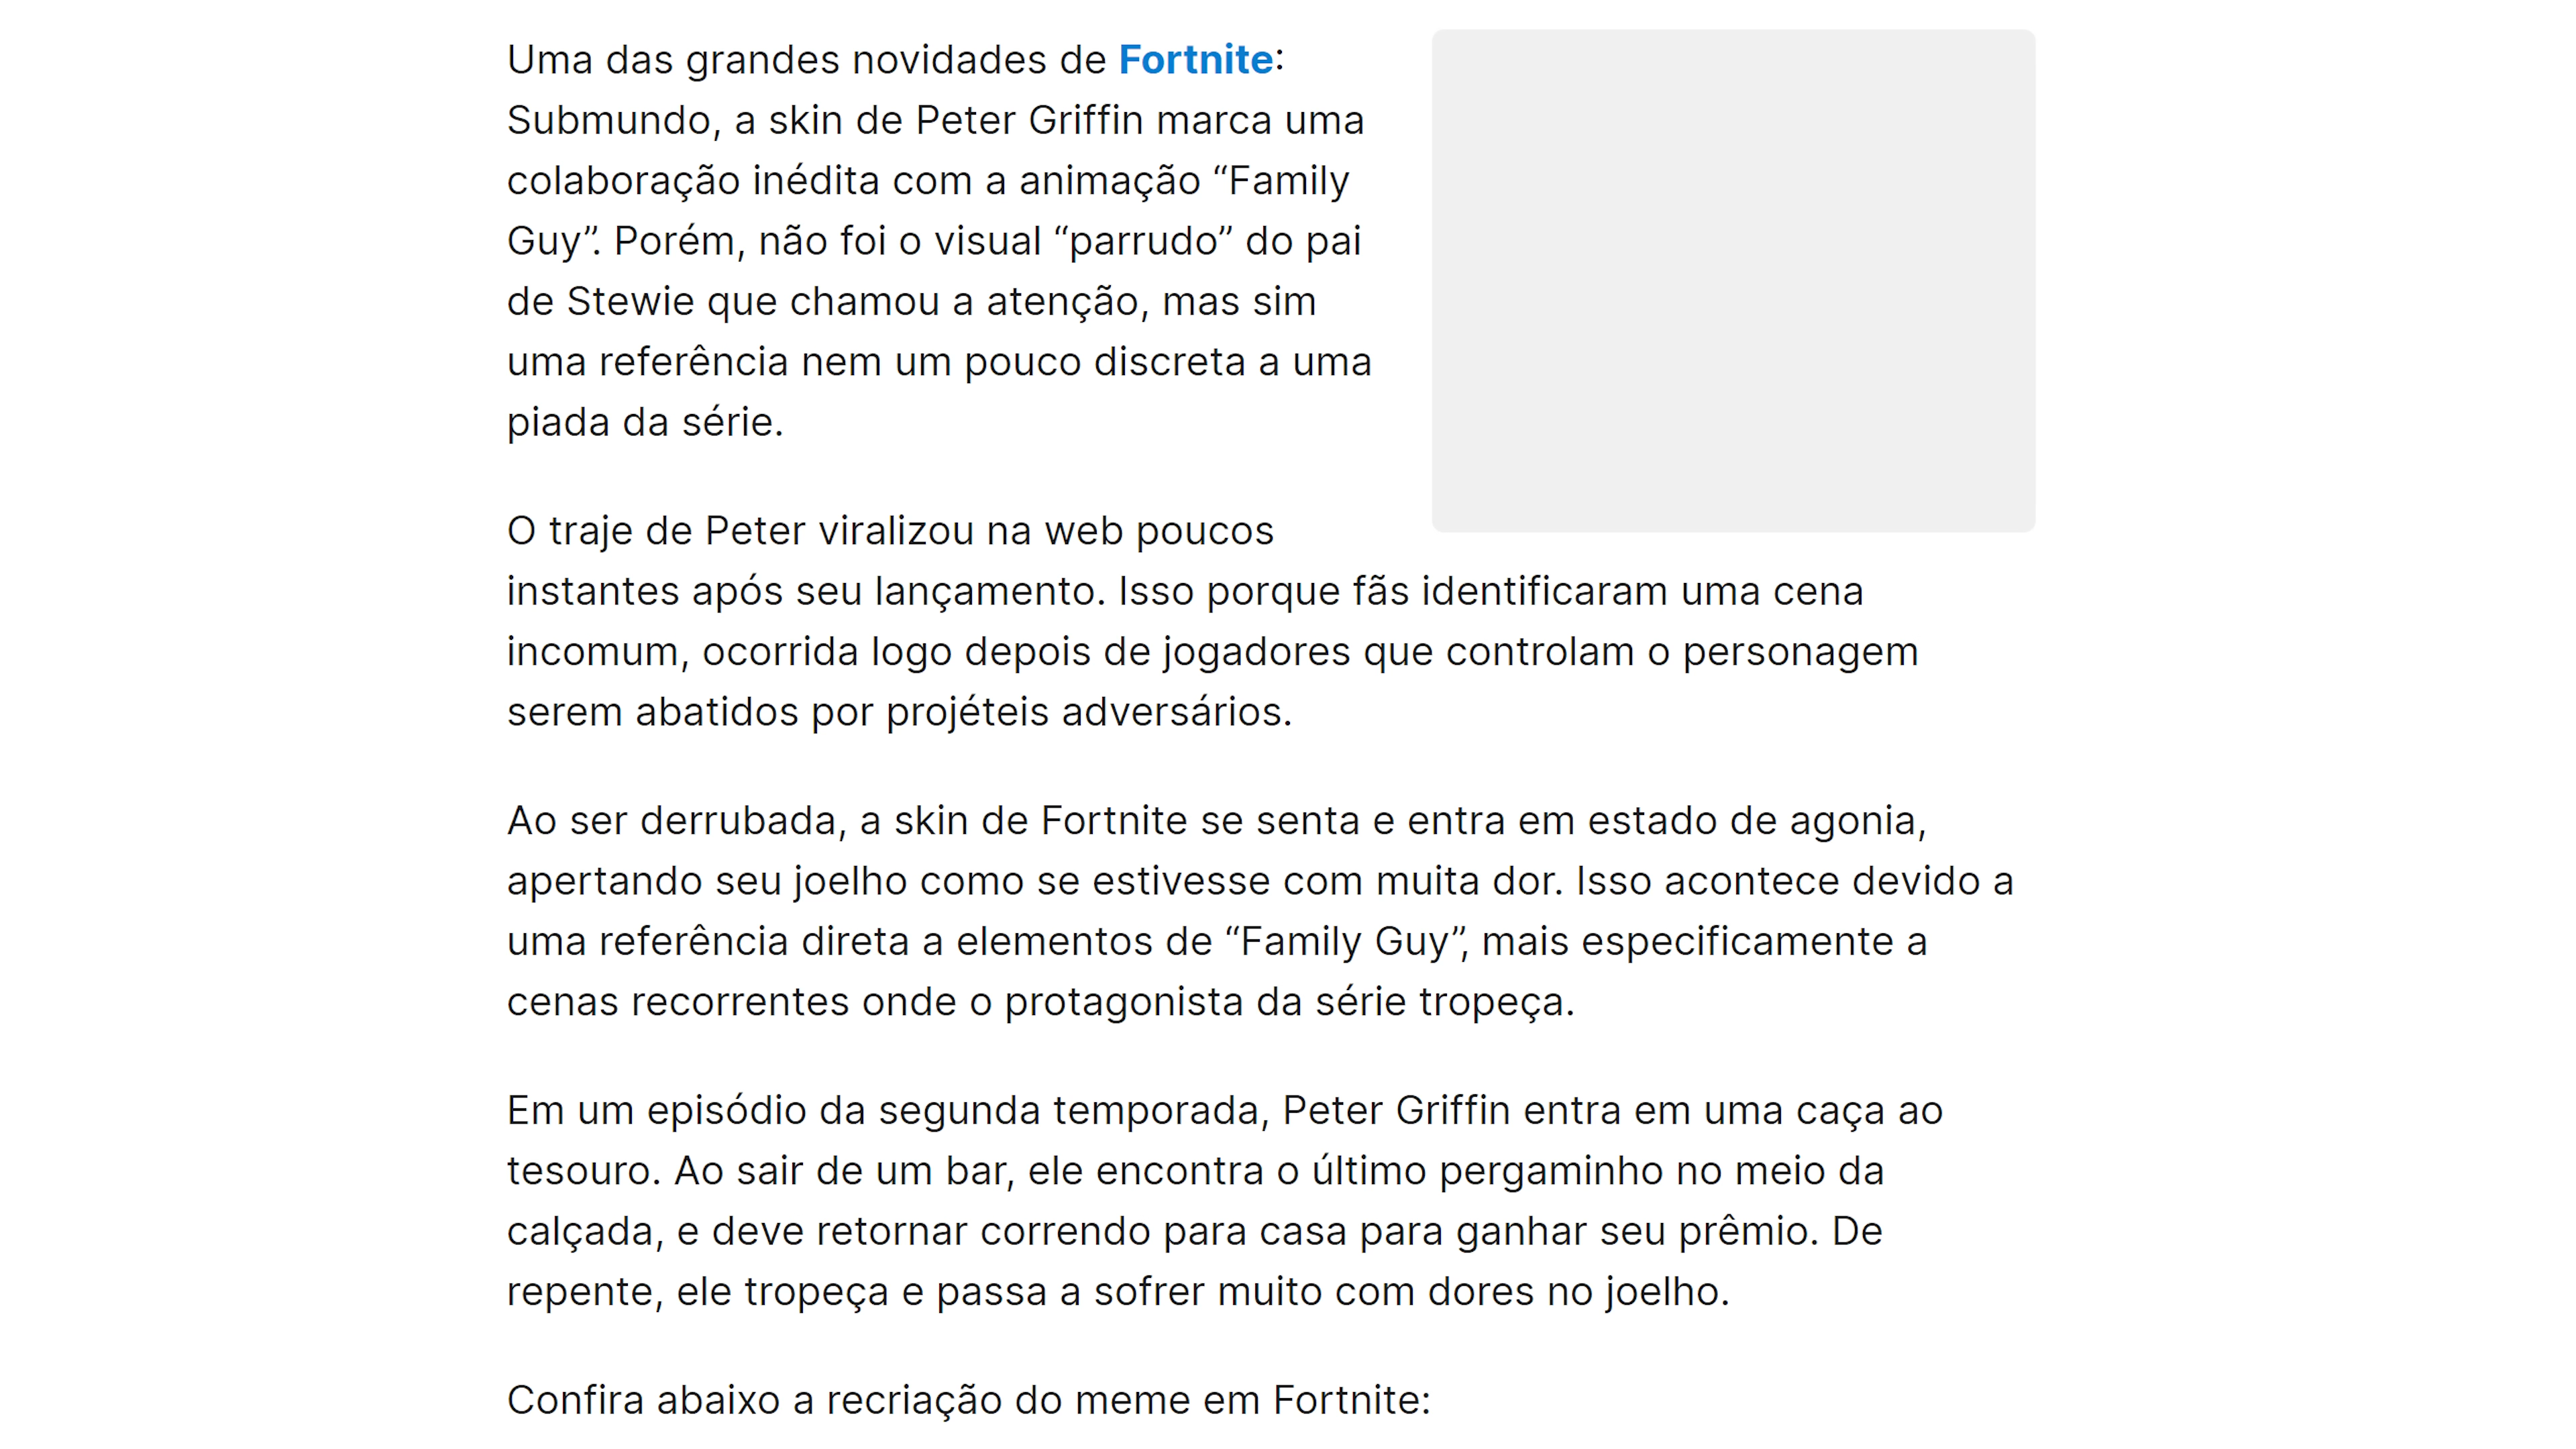 Uma das grandes novidades de Fortnite:
Submundo, a skin de Peter Griffin marca uma
colaboração inédita com a animação “Family
Guy”. Porém, não foi o visual “parrudo” do pai
de Stewie que chamou a atenção, mas sim
uma referência nem um pouco discreta a uma
piada da série.
O traje de Peter viralizou na web poucos
instantes após seu lançamento. Isso porque fãs identificaram uma cena
incomum, ocorrida logo depois de jogadores que controlam o personagem
serem abatidos por projéteis adversários.
Ao ser derrubada, a skin de Fortnite se senta e entra em estado de agonia,
apertando seu joelho como se estivesse com muita dor. Isso acontece devido a
uma referência direta a elementos de “Family Guy”, mais especificamente a
cenas recorrentes onde o protagonista da série tropeça.
Em um episódio da segunda temporada, Peter Griffin entra em uma caça ao
tesouro. Ao sair de um bar, ele encontra o último pergaminho no meio da
calçada, e deve retornar correndo para casa para ganhar seu prêmio. De
repente, ele tropeça e passa a sofrer muito com dores no joelho.
Confira abaixo a recriação do meme em Fortnite: